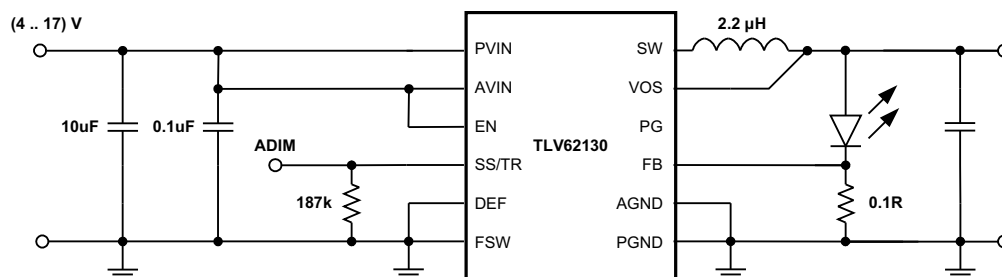 (4 .. 17) V
2.2 µH
PVIN
SW
AVIN
VOS
10uF
0.1uF
EN
PG
TLV62130
ADIM
SS/TR
FB
187k
DEF
AGND
0.1R
FSW
PGND